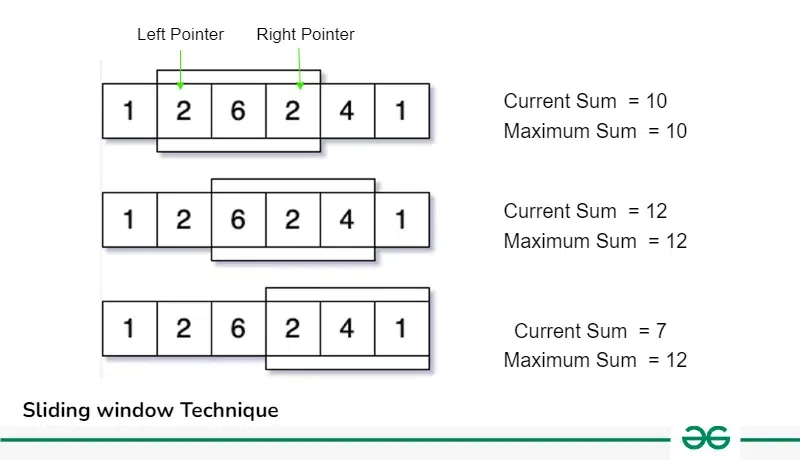 Left Pointer Right Pointer
1 2 6 2 4 1
Current Sum = 10
Maximum Sum = 10
1 2 6 2 4 1
Current Sum = 12
Maximum Sum = 12
1 2 6 2 4 1
Current Sum = 7
Maximum Sum = 12
Sliding window Technique